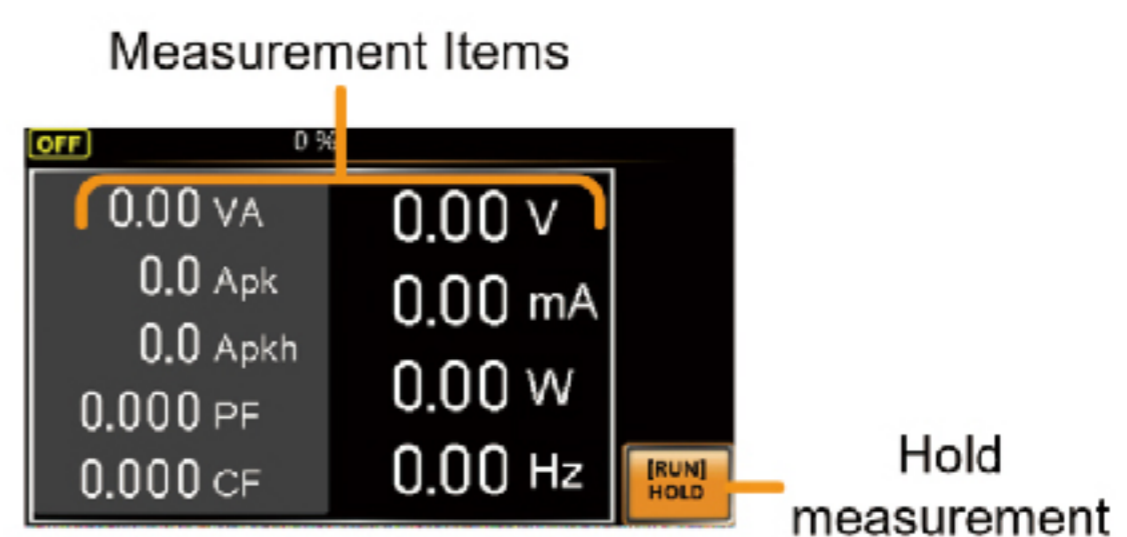 Measurement Items
OFF 0 %
0.00 VA
0.0 Apk
0.0 Apkh
0.000 PF
0.000 CF
0.00 V
0.00 mA
0.00 W
0.00 Hz
[RUN]
HOLD
Hold
measurement